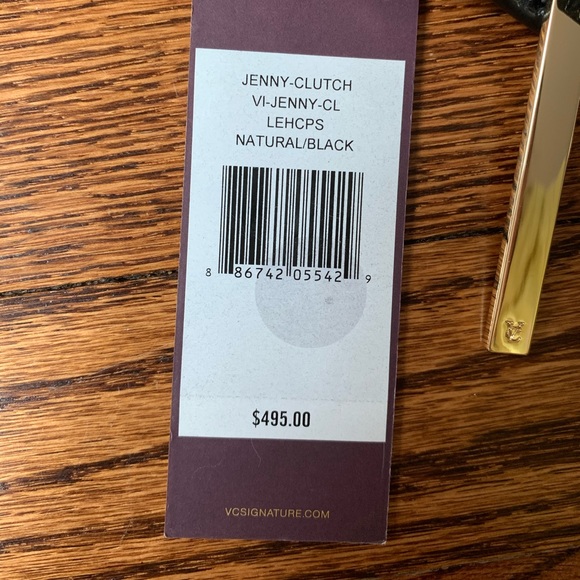 JENNY-CLUTCH
VI-JENNY-CL
LEHCPS
NATURAL/BLACK
8 86742 05542 9
$495.00
VCSIGNATURE.COM